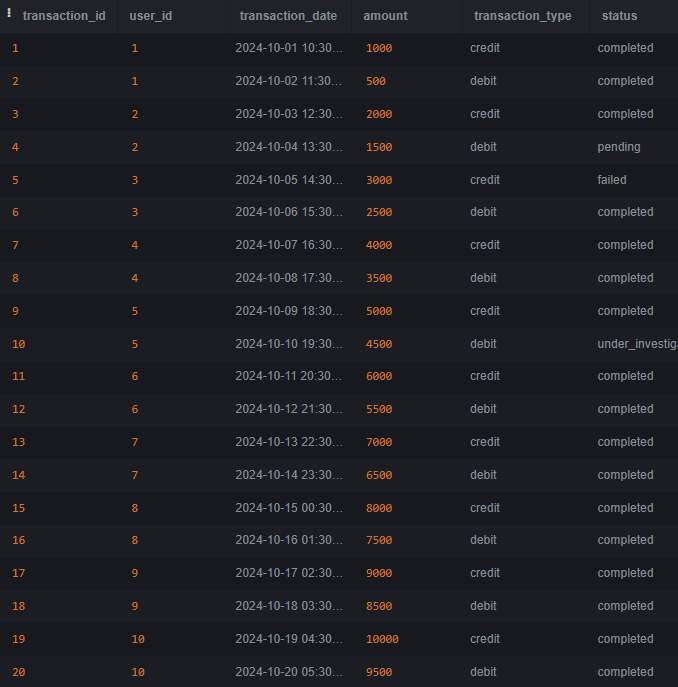 transaction_id user_id transaction_date amount transaction_type status
1 1 2024-10-01 10:30... 1000 credit completed
2 1 2024-10-02 11:30... 500 debit completed
3 2 2024-10-03 12:30... 2000 credit completed
4 2 2024-10-04 13:30... 1500 debit pending
5 3 2024-10-05 14:30... 3000 credit failed
6 3 2024-10-06 15:30... 2500 debit completed
7 4 2024-10-07 16:30... 4000 credit completed
8 4 2024-10-08 17:30... 3500 debit completed
9 5 2024-10-09 18:30... 5000 credit completed
10 5 2024-10-10 19:30... 4500 debit under_investiga
11 6 2024-10-11 20:30... 6000 credit completed
12 6 2024-10-12 21:30... 5500 debit completed
13 7 2024-10-13 22:30... 7000 credit completed
14 7 2024-10-14 23:30... 6500 debit completed
15 8 2024-10-15 00:30... 8000 credit completed
16 8 2024-10-16 01:30... 7500 debit completed
17 9 2024-10-17 02:30... 9000 credit completed
18 9 2024-10-18 03:30... 8500 debit completed
19 10 2024-10-19 04:30... 10000 credit completed
20 10 2024-10-20 05:30... 9500 debit completed